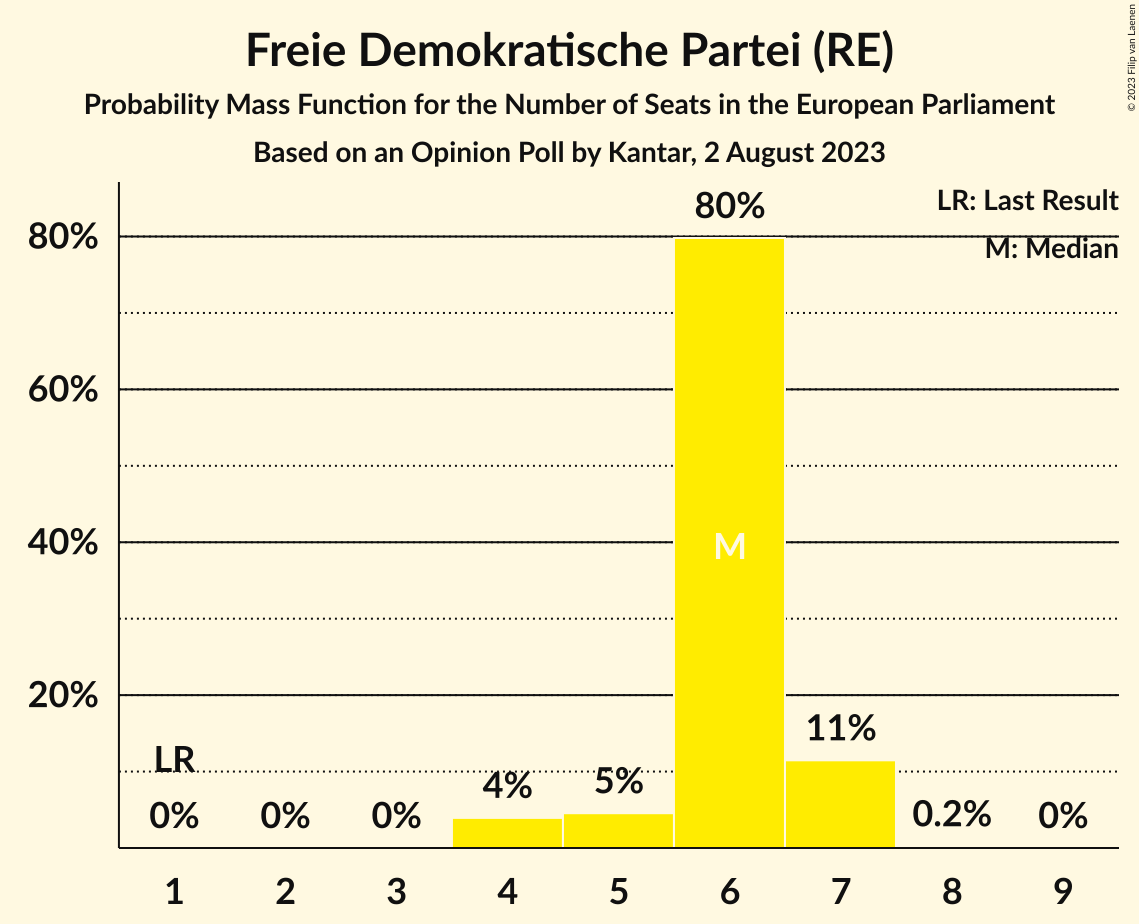 Freie Demokratische Partei (RE)
Probability Mass Function for the Number of Seats in the European Parliament
Based on an Opinion Poll by Kantar, 2 August 2023
© 2023 Filip van Laenen
LR: Last Result
M: Median
80%
60%
40%
20%
LR
0%
0%
0%
4%
5%
80%
M
11%
0.2%
0%
1 2 3 4 5 6 7 8 9